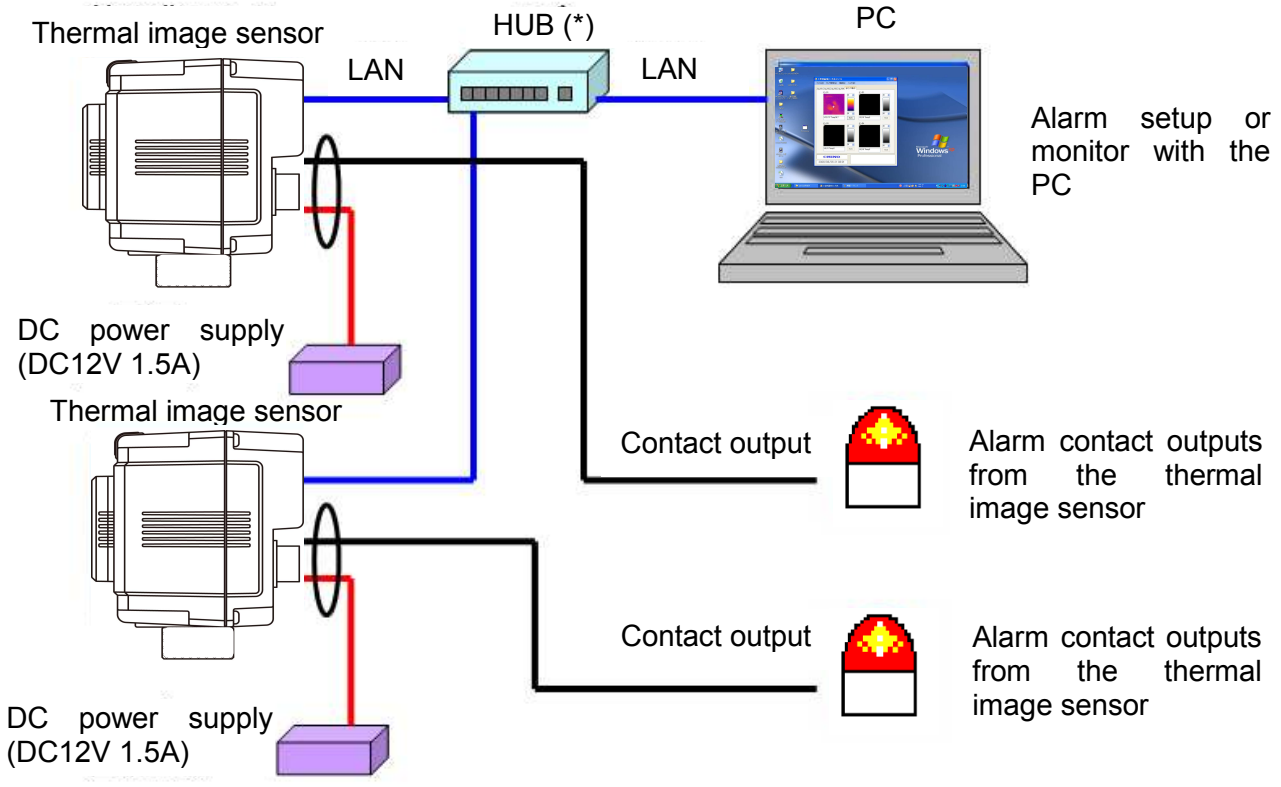 Thermal image sensor
HUB (*)
PC
LAN
LAN
Alarm setup or
monitor with the
PC
Windows
DC power supply
(DC12V 1.5A)
Thermal image sensor
Contact output
Alarm contact outputs
from the thermal
image sensor
Contact output
Alarm contact outputs
from the thermal
image sensor
DC power supply
(DC12V 1.5A)